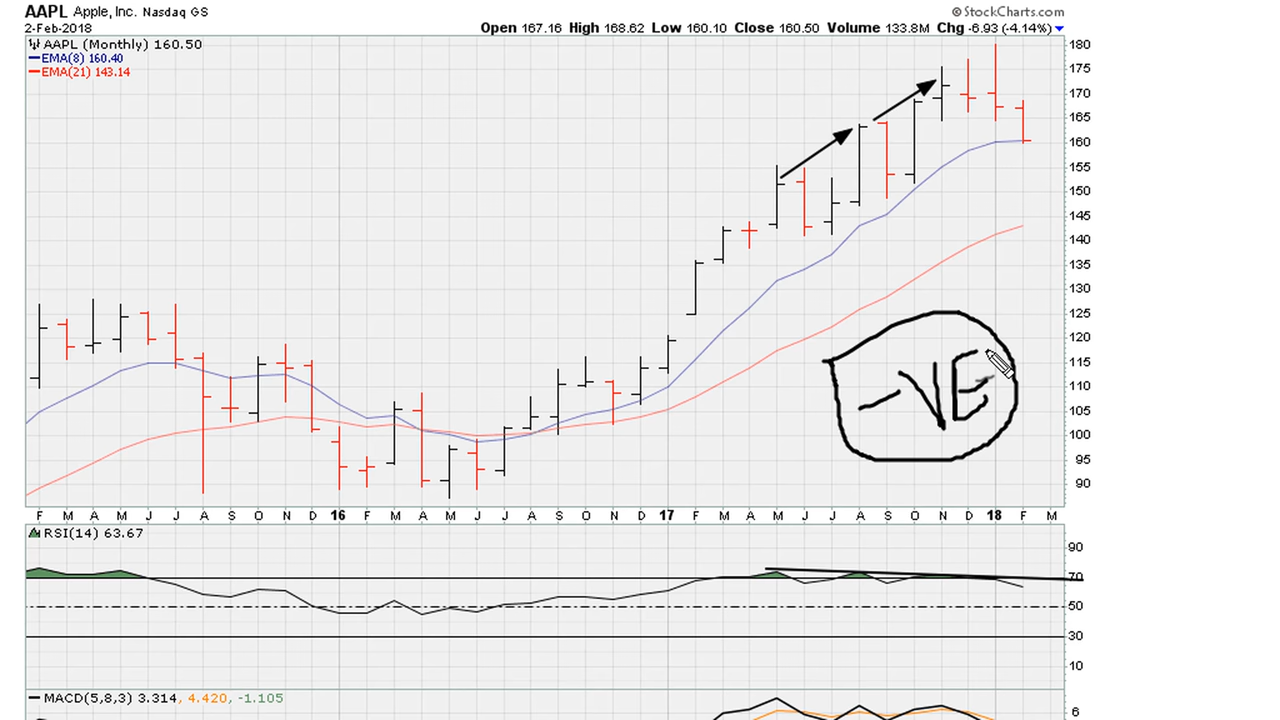 AAPL Apple, Inc. Nasdaq GS © StockCharts.com
2-Feb-2018 Open 167.16 High 168.62 Low 160.10 Close 160.50 Volume 133.8M Chg -6.93 (-4.14%)
AAPL (Monthly) 160.50
EMA(8) 160.40
EMA(21) 143.14
180
175
170
165
160
155
150
145
140
135
130
125
120
115
110
105
100
95
90
-VE
F M A M J J A S O N D 16 F M A M J J A S O N D 17 F M A M J J A S O N D 18 F M
RSI(14) 63.67
90
70
50
30
10
MACD(5,8,3) 3.314, 4.420, -1.105
6